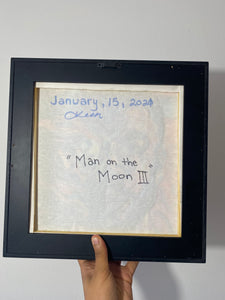 January, 15, 2024
"Man on the
Moon III"